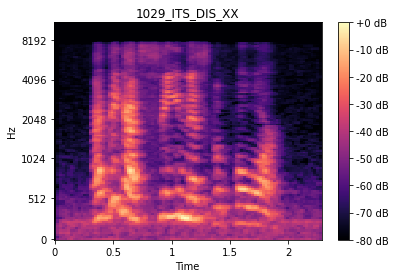 1029_ITS_DIS_XX
+0 dB
8192
-10 dB
4096
-20 dB
-30 dB
2048
Hz
-40 dB
1024
-50 dB
512
-60 dB
-70 dB
0
-80 dB
0 0.5 1 1.5 2
Time